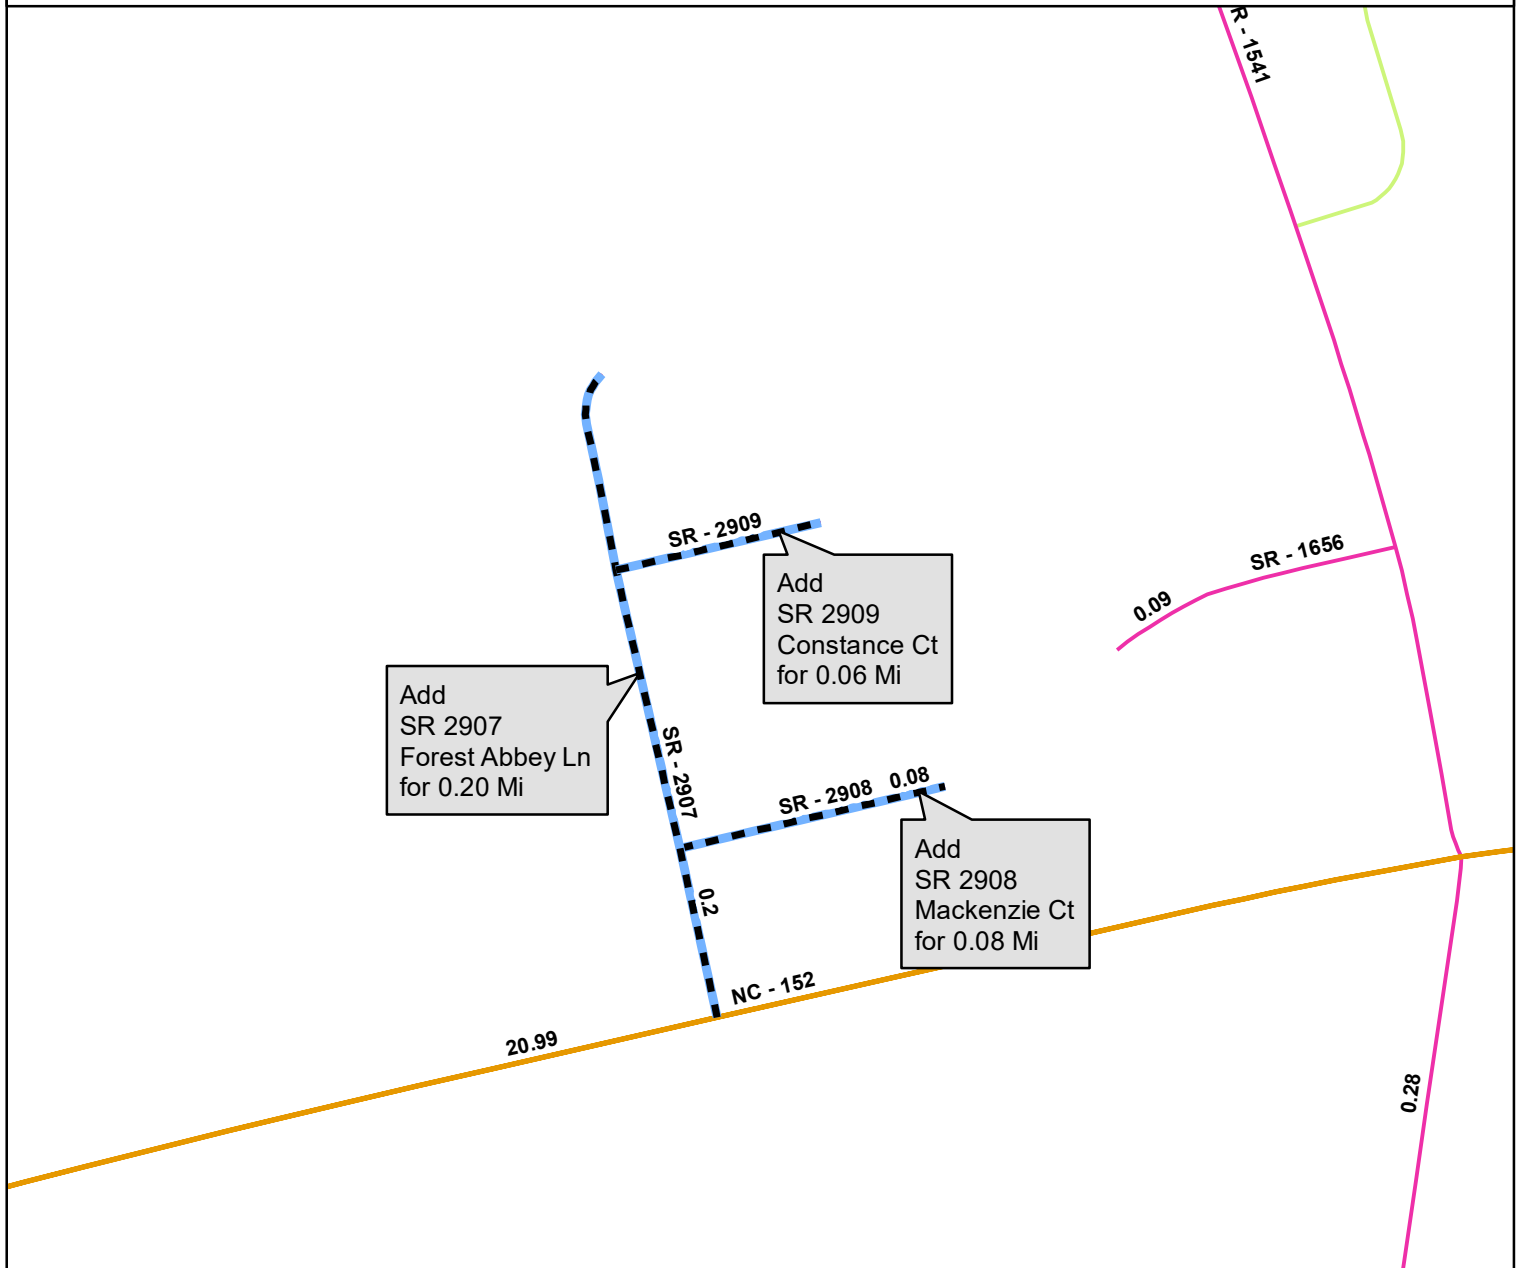 R - 1541
SR - 2909
Add
SR 2909
Constance Ct
for 0.06 Mi
SR - 1656
0.09
Add
SR 2907
Forest Abbey Ln
for 0.20 Mi
SR - 2907
SR - 2908 0.08
Add
SR 2908
Mackenzie Ct
for 0.08 Mi
0.2
NC - 152
20.99
0.28